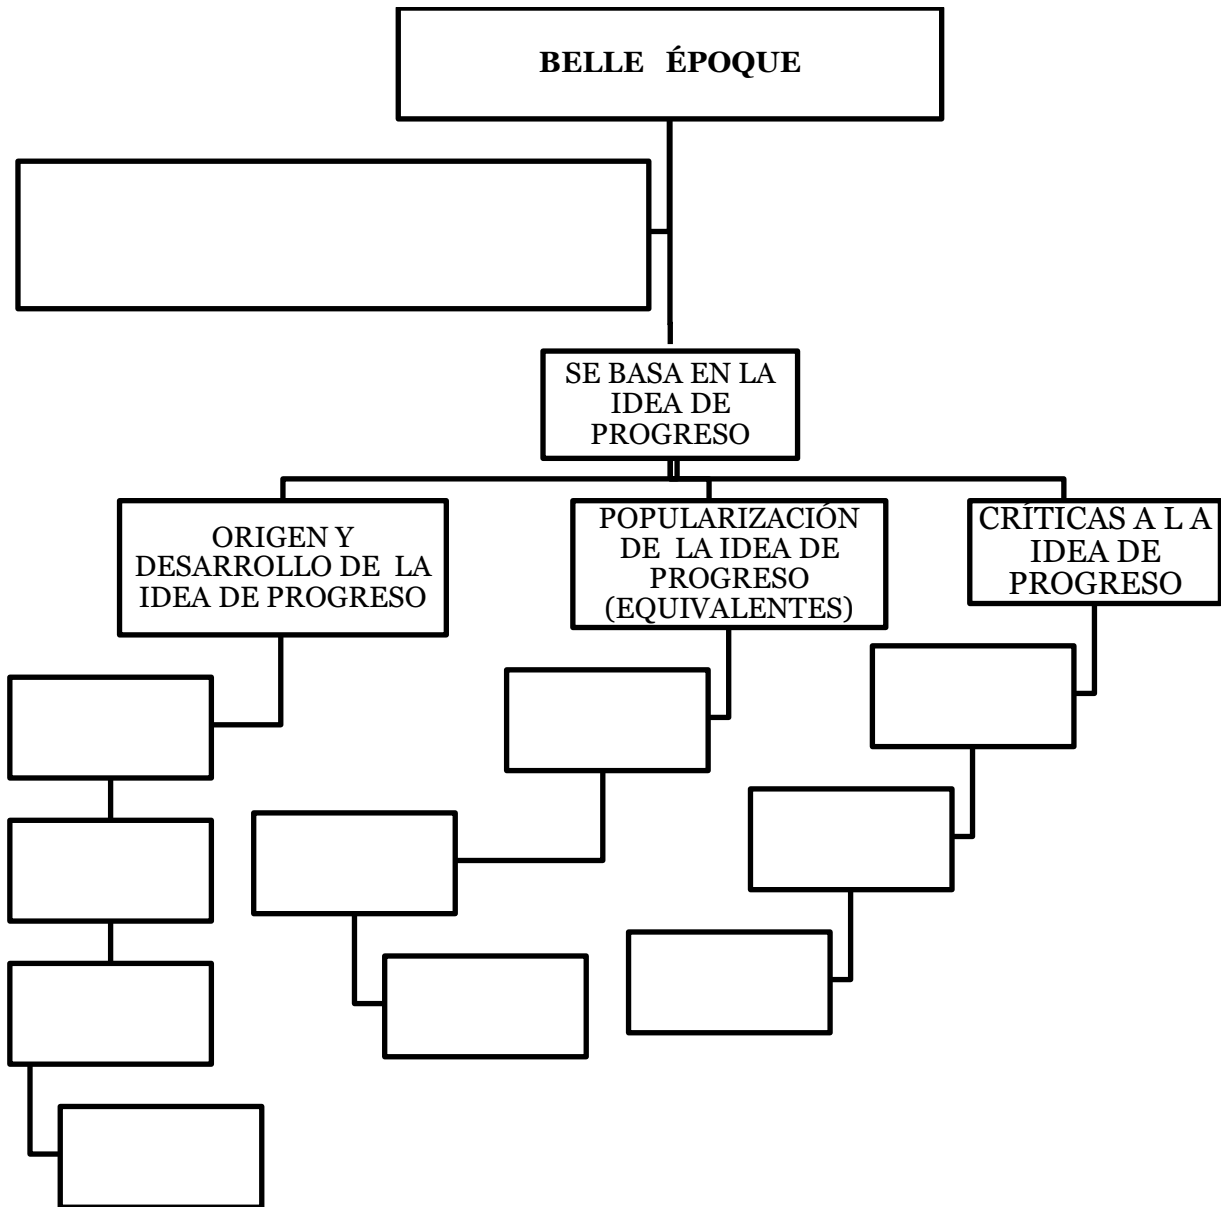 BELLE ÉPOQUE
SE BASA EN LA
IDEA DE
PROGRESO
ORIGEN Y
DESARROLLO DE LA
IDEA DE PROGRESO
POPULARIZACIÓN
DE LA IDEA DE
PROGRESO
(EQUIVALENTES)
CRÍTICAS A L A
IDEA DE
PROGRESO